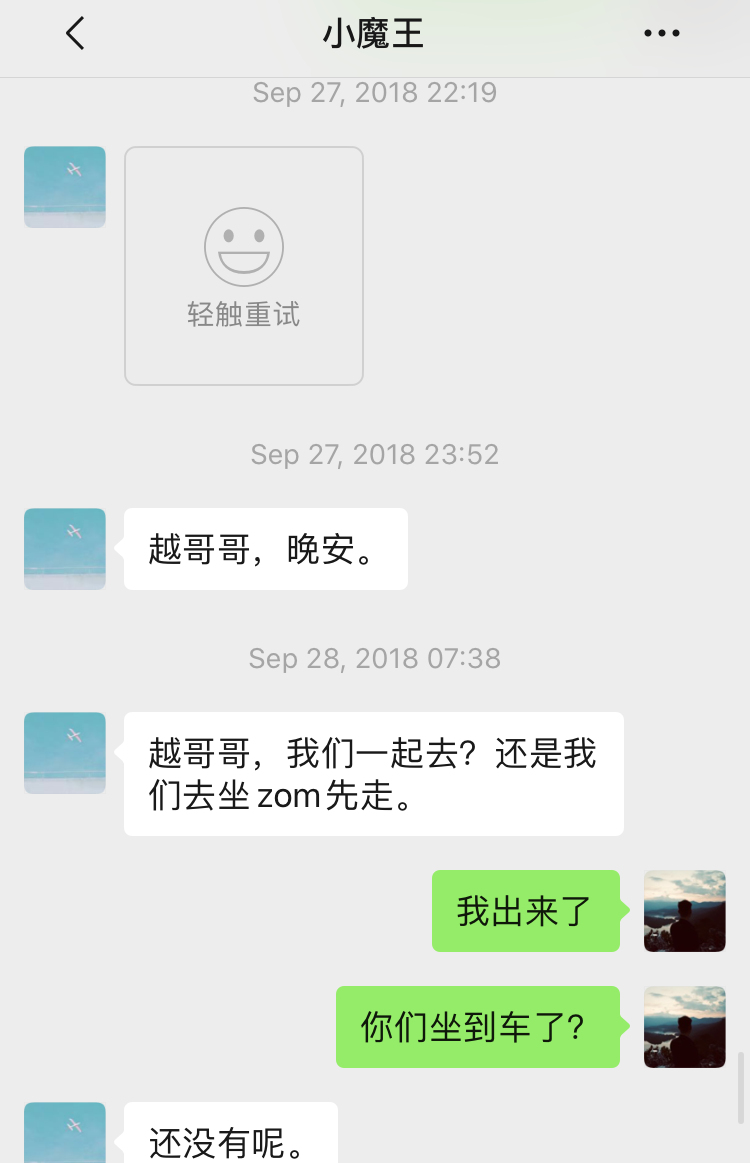 小魔王
Sep 27, 2018 22:19
轻触重试
Sep 27, 2018 23:52
越哥哥，晚安。
Sep 28, 2018 07:38
越哥哥，我们一起去？还是我
们去坐zom先走。
我出来了
你们坐到车了？
还没有呢。